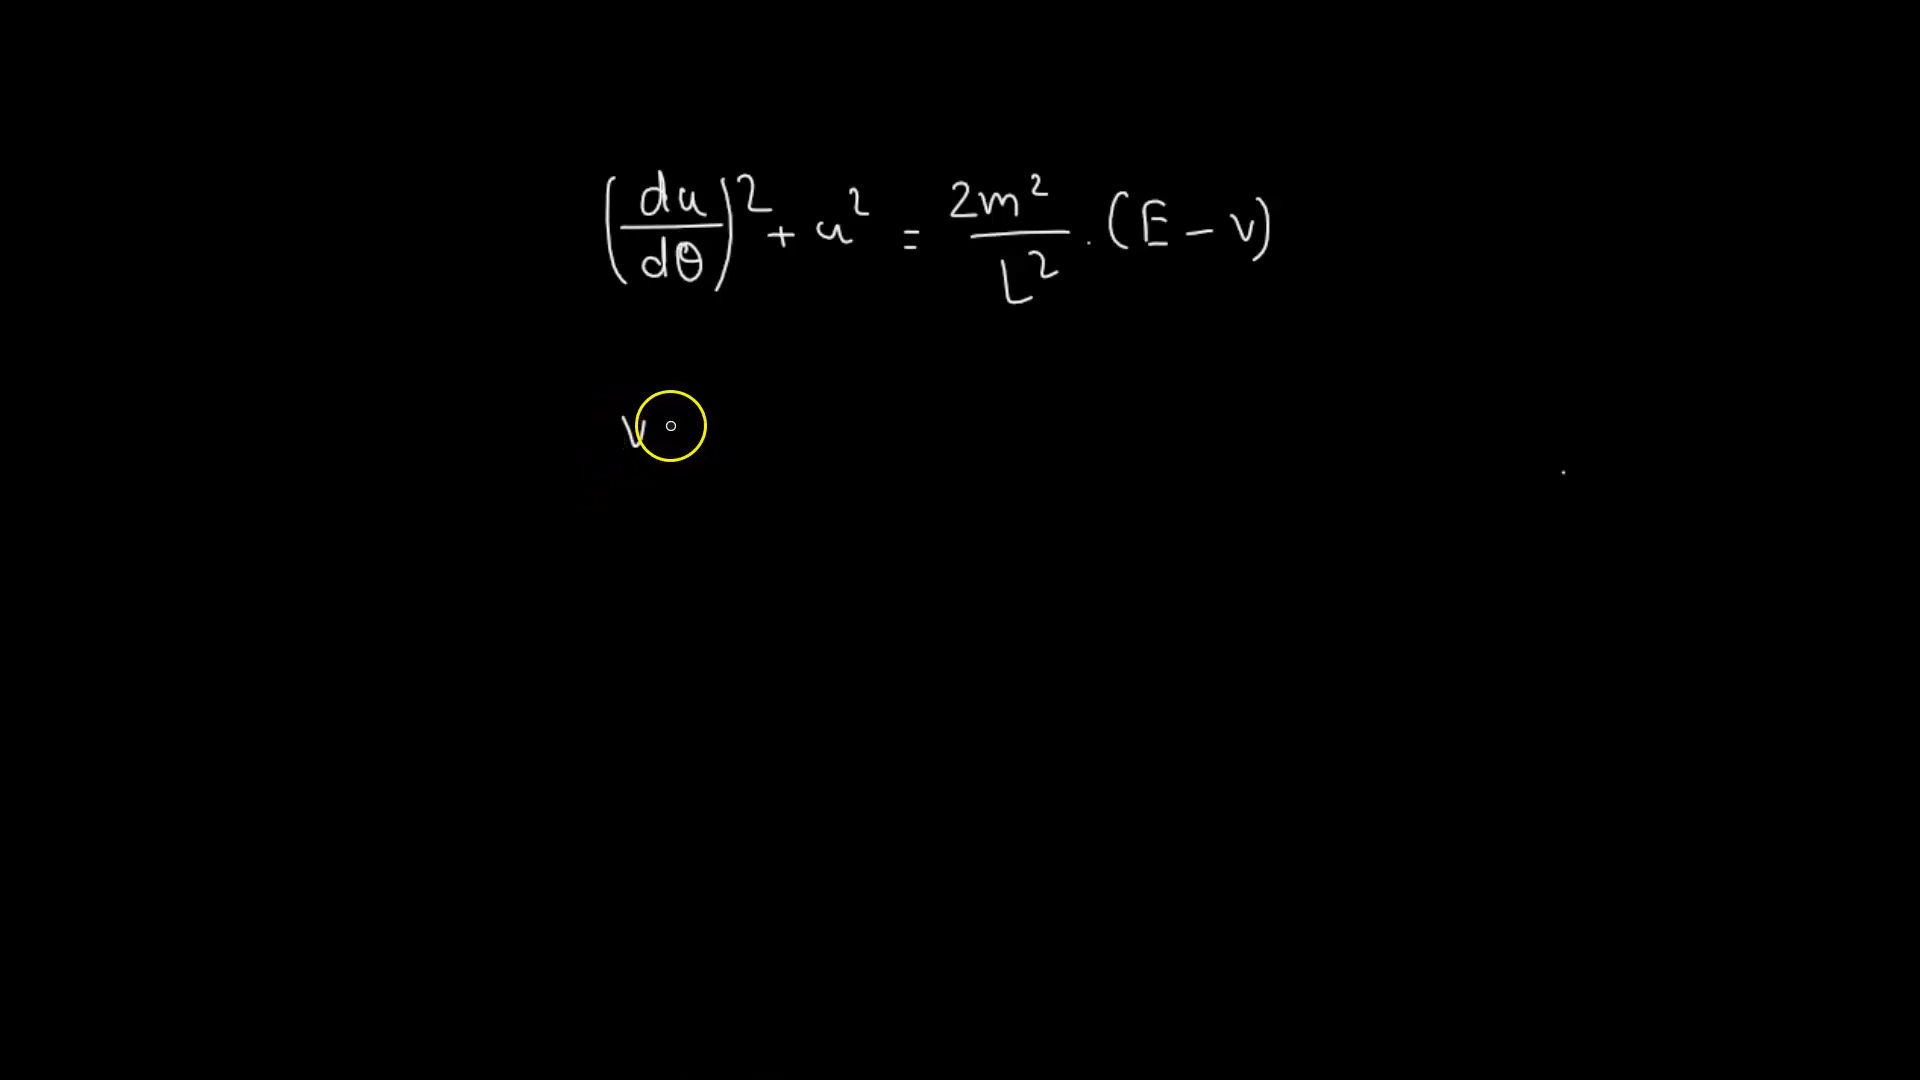 (du/dθ)² + u² = 2m²/L² . (E - v)
v